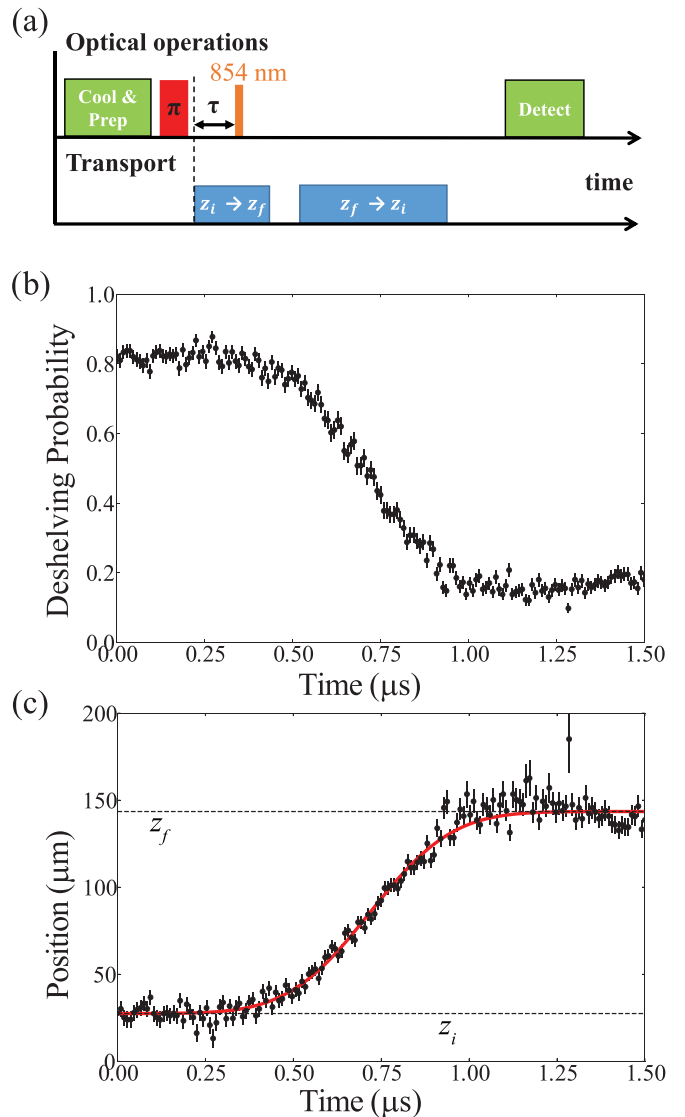 (a)
Optical operations
854 nm
Cool &
Prep
π
τ
Detect
Transport
time
z_i → z_f
z_f → z_i
(b)
1.0
0.8
0.6
0.4
0.2
0.0
Deshelving Probability
0.00 0.25 0.50 0.75 1.00 1.25 1.50
Time (μs)
(c)
200
150
100
50
0
Position (μm)
z_f
z_i
0.00 0.25 0.50 0.75 1.00 1.25 1.50
Time (μs)